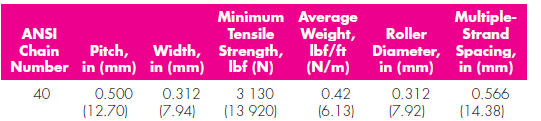 Minimum Average Multiple-
ANSI Tensile Weight, Roller Strand
Chain Pitch, Width, Strength, lbf/ft Diameter, Spacing,
Number in (mm) in (mm) lbf (N) (N/m) in (mm) in (mm)
40 0.500 0.312 3 130 0.42 0.312 0.566
(12.70) (7.94) (13 920) (6.13) (7.92) (14.38)